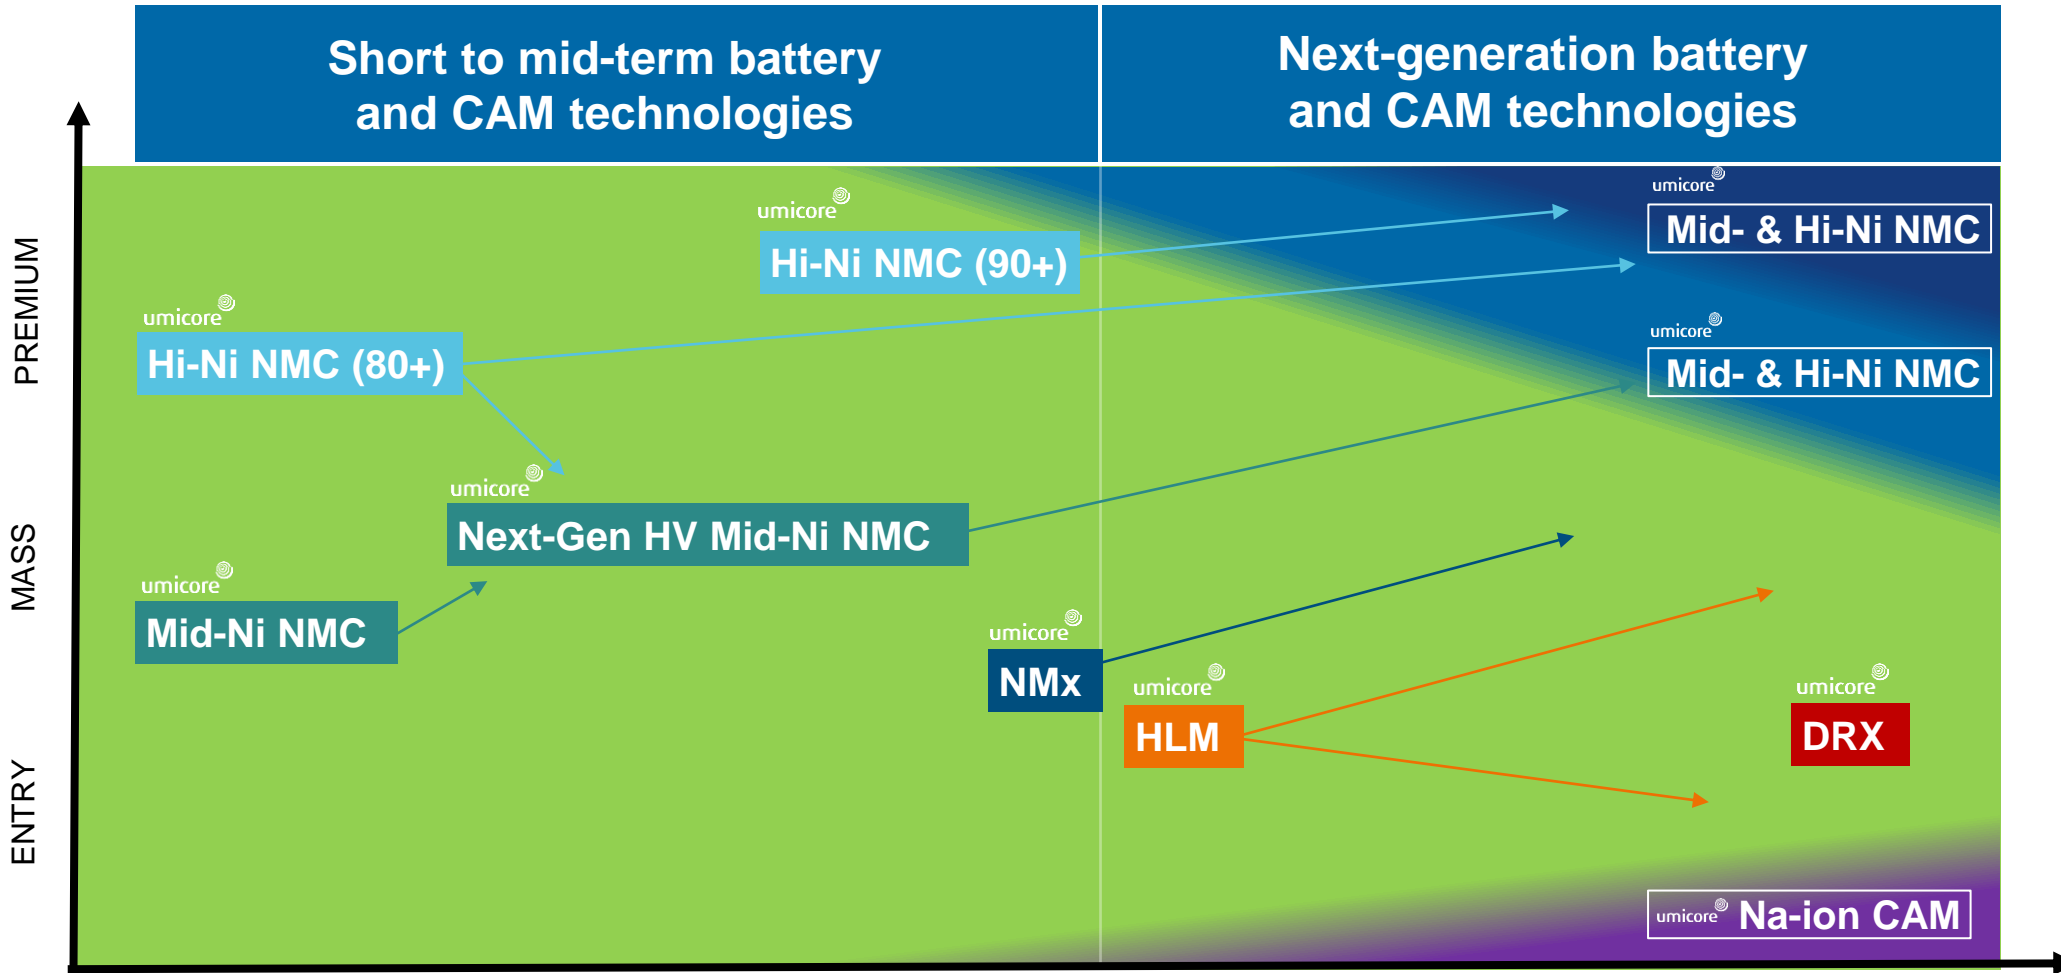 Short to mid-term battery
and CAM technologies
Next-generation battery
and CAM technologies
PREMIUM
MASS
ENTRY
umicore
Mid- & Hi-Ni NMC
umicore
Hi-Ni NMC (90+)
umicore
Hi-Ni NMC (80+)
umicore
Mid- & Hi-Ni NMC
umicore
Next-Gen HV Mid-Ni NMC
umicore
Mid-Ni NMC
umicore
NMx
umicore
HLM
umicore
DRX
umicore Na-ion CAM